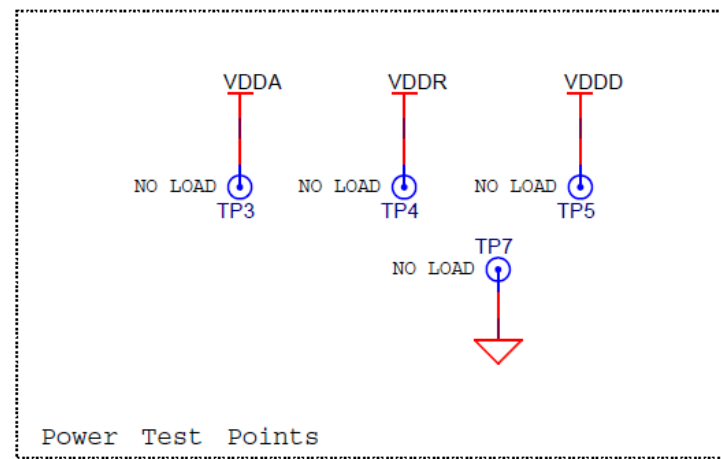 VDDA VDDR VDDD
NO LOAD NO LOAD NO LOAD
TP3 TP4 TP5
TP7
NO LOAD
Power Test Points